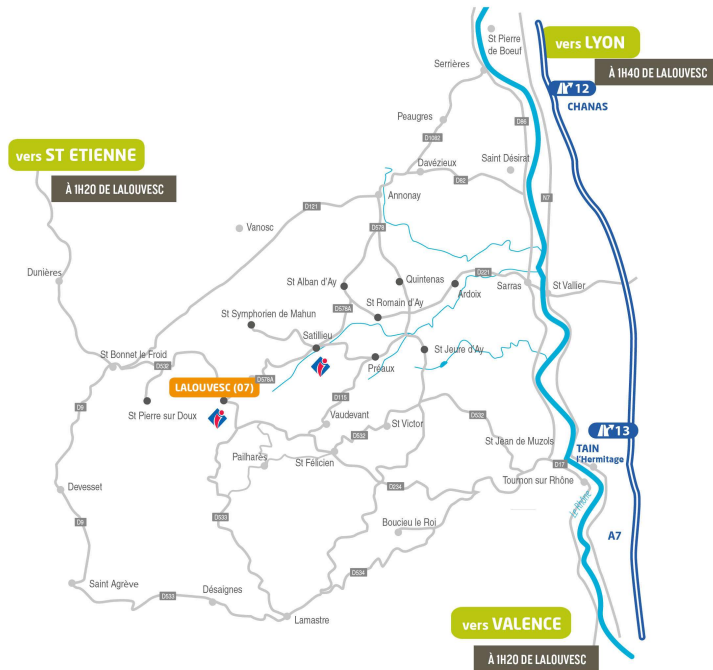 St Pierre
de Boeuf
vers LYON
À 1H40 DE LALOUVESC
Serrières
12
CHANAS
Peaugres
D86
D1082
vers ST ETIENNE
Davézieux
Saint Désirat
D82
À 1H20 DE LALOUVESC
Annonay
N7
D121
Vanosc
D578
Dunières
St Alban d'Ay
Quintenas
D221
Ardoix
Sarras
St Vallier
St Romain d'Ay
D578A
St Symphorien de Mahun
Satillieu
St Jeure d'Ay
St Bonnet le Froid
D532
Préaux
LALOUVESC (07)
D578A
D115
St Pierre sur Doux
D9
Vaudevant
St Victor
D532
D532
St Jean de Muzols
13
TAIN
l'Hermitage
Pailharès
St Félicien
D17
Tournon sur Rhône
Devesset
D234
Le Rhône
D533
Boucieu le Roi
D9
A7
D534
Saint Agrève
Désaignes
D533
Lamastre
vers VALENCE
À 1H20 DE LALOUVESC